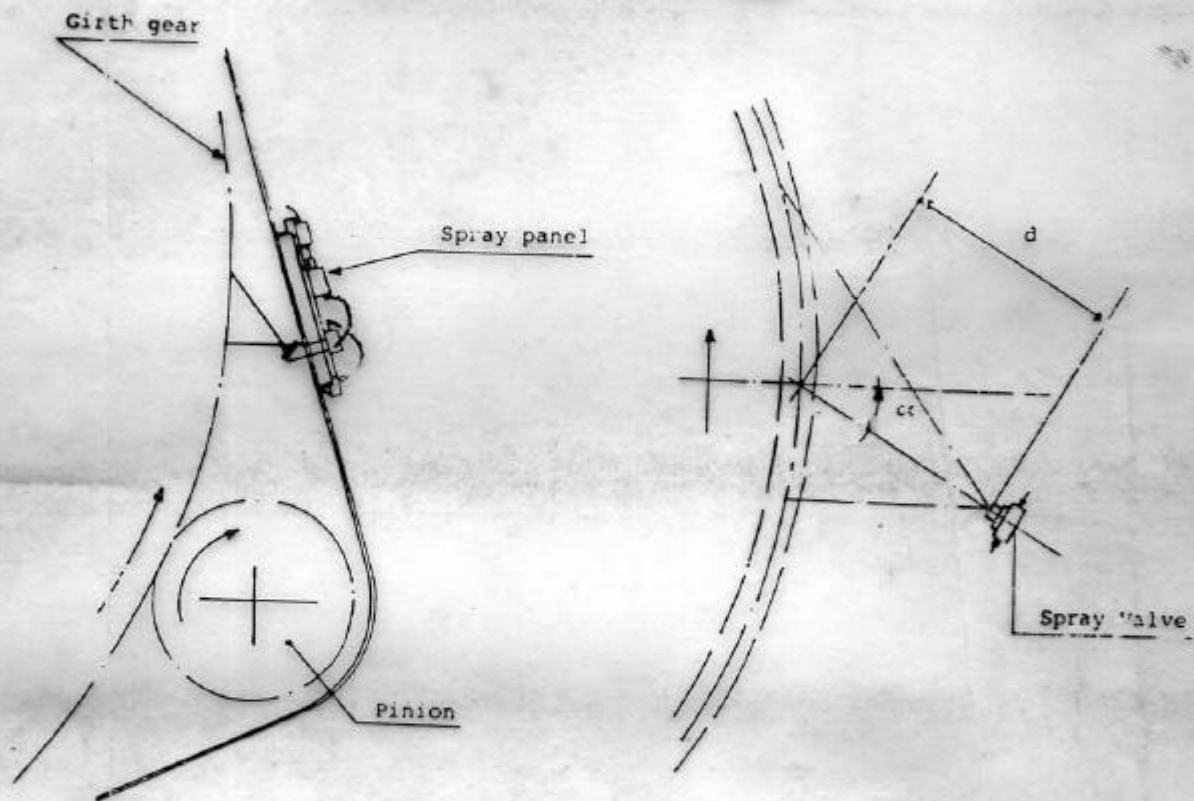 Girth gear
Spray panel
d
α
Spray Valve
Pinion